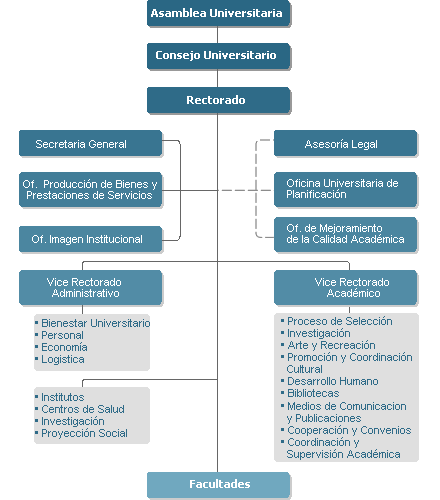 Asamblea Universitaria
Consejo Universitario
Rectorado
Secretaria General
Of. Producción de Bienes y
Prestaciones de Servicios
Of. Imagen Institucional
Asesoría Legal
Oficina Universitaria de
Planificación
Of. de Mejoramiento
de la Calidad Académica
Vice Rectorado
Administrativo
Bienestar Universitario
Personal
Economía
Logistica
Institutos
Centros de Salud
Investigación
Proyección Social
Vice Rectorado
Académico
Proceso de Selección
Investigación
Arte y Recreación
Promoción y Coordinación
Cultural
Desarrollo Humano
Bibliotecas
Medios de Comunicacion
y Publicaciones
Cooperación y Convenios
Coordinación y
Supervisión Académica
Facultades